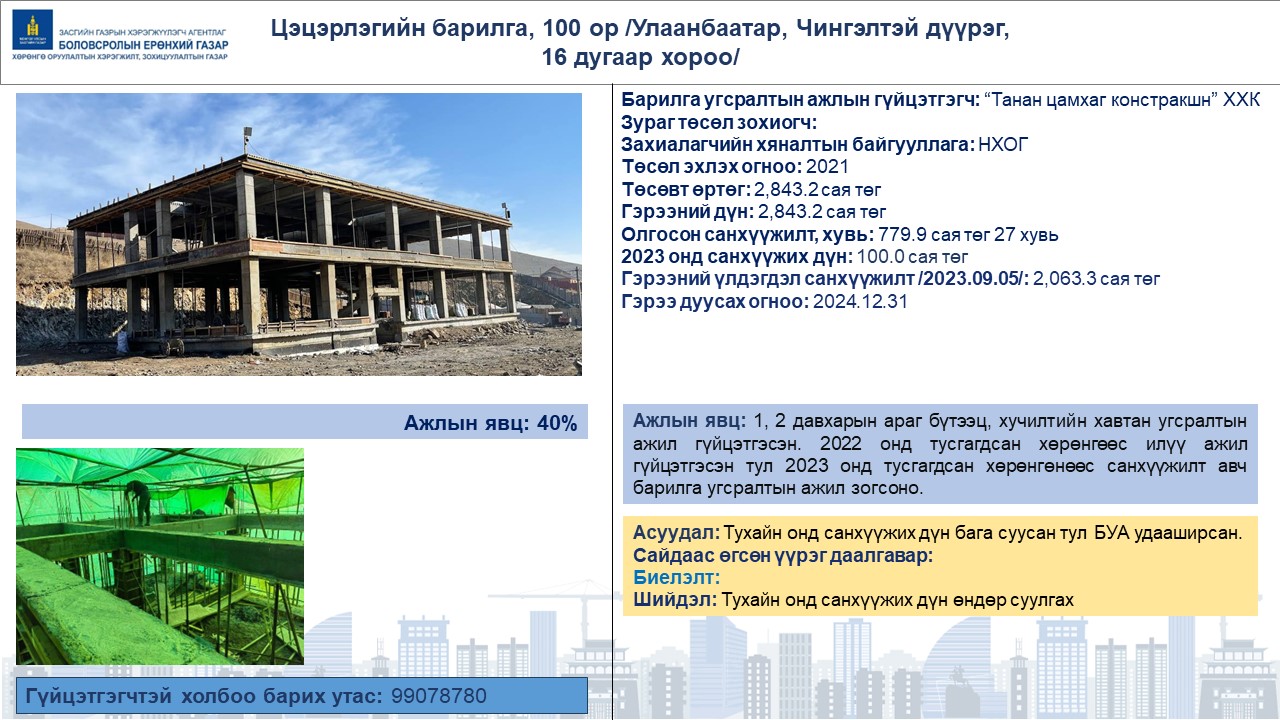 ЗАСГИЙН ГАЗРЫН ХЭРЭГЖҮҮЛЭГЧ АГЕНТЛАГ
БОЛОВСРОЛЫН ЕРӨНХИЙ ГАЗАР
ХӨРӨНГӨ ОРУУЛАЛТЫН ХЭРЭГЖИЛТ, ЗОХИЦУУЛАЛТЫН ГАЗАР
Цэцэрлэгийн барилга, 100 ор /Улаанбаатар, Чингэлтэй дүүрэг,
16 дугаар хороо/
Барилга угсралтын ажлын гүйцэтгэгч: “Танан цамхаг констракшн” ХХК
Зураг төсөл зохиогч:
Захиалагчийн хяналтын байгууллага: НХОГ
Төсөл эхлэх огноо: 2021
Төсөвт өртөг: 2,843.2 сая төг
Гэрээний дүн: 2,843.2 сая төг
Олгосон санхүүжилт, хувь: 779.9 сая төг 27 хувь
2023 онд санхүүжих дүн: 100.0 сая төг
Гэрээний үлдэгдэл санхүүжилт /2023.09.05/: 2,063.3 сая төг
Гэрээ дуусах огноо: 2024.12.31
Ажлын явц: 40%
Ажлын явц: 1, 2 давхарын араг бүтээц, хучилтийн хавтан угсралтын
ажил гүйцэтгэсэн. 2022 онд тусгагдсан хөрөнгөөс илүү ажил
гүйцэтгэсэн тул 2023 онд тусгагдсан хөрөнгөнөөс санхүүжилт авч
барилга угсралтын ажил зогсоно.
Асуудал: Тухайн онд санхүүжих дүн бага суусан тул БУА удааширсан.
Сайдаас өгсөн үүрэг даалгавар:
Биелэлт:
Шийдэл: Тухайн онд санхүүжих дүн өндөр суулгах
Гүйцэтгэгчтэй холбоо барих утас: 99078780